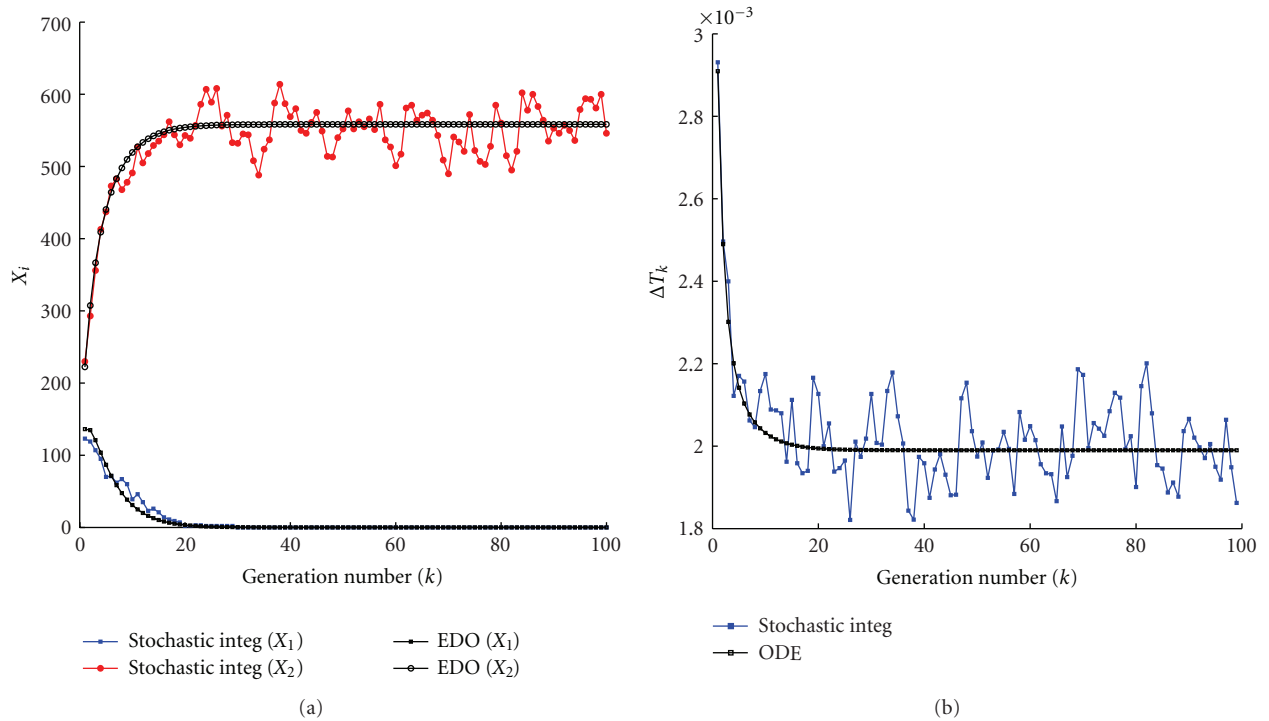 700
600
500
400
300
200
100
0
X_i
0
20
40
60
80
100
Generation number (k)
Stochastic integ (X_1)
Stochastic integ (X_2)
EDO (X_1)
EDO (X_2)
(a)
×10^−3
3
2.8
2.6
2.4
2.2
2
1.8
ΔT_k
0
20
40
60
80
100
Generation number (k)
Stochastic integ
ODE
(b)